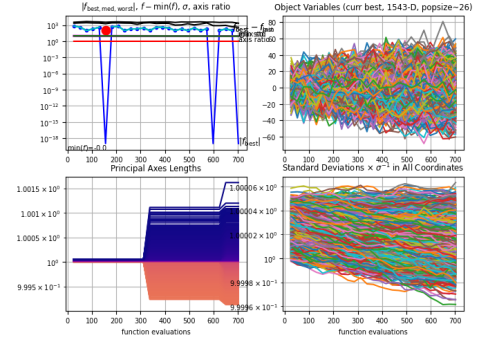 |f_best, med, worst|, f − min(f), σ, axis ratio
10^3
10^0
10^-3
10^-6
10^-9
10^-12
10^-15
10^-18
axis ratio
|f_best|
min(f)=-0.0
0 100 200 300 400 500 600 700
Object Variables (curr best, 1543-D, popsize~26)
80
60
40
20
0
−20
−40
−60
0 100 200 300 400 500 600 700
Principal Axes Lengths
1.0015 × 10^0
1.001 × 10^0
1.0005 × 10^0
10^0
9.995 × 10^-1
0 100 200 300 400 500 600 700
function evaluations
Standard Deviations × σ^-1 in All Coordinates
1.00006 × 10^0
1.00004 × 10^0
1.00002 × 10^0
10^0
9.9998 × 10^-1
9.9996 × 10^-1
0 100 200 300 400 500 600 700
function evaluations